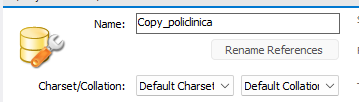 Name: Copy_policlinica
Rename References
Charset/Collation: Default Charset Default Collation